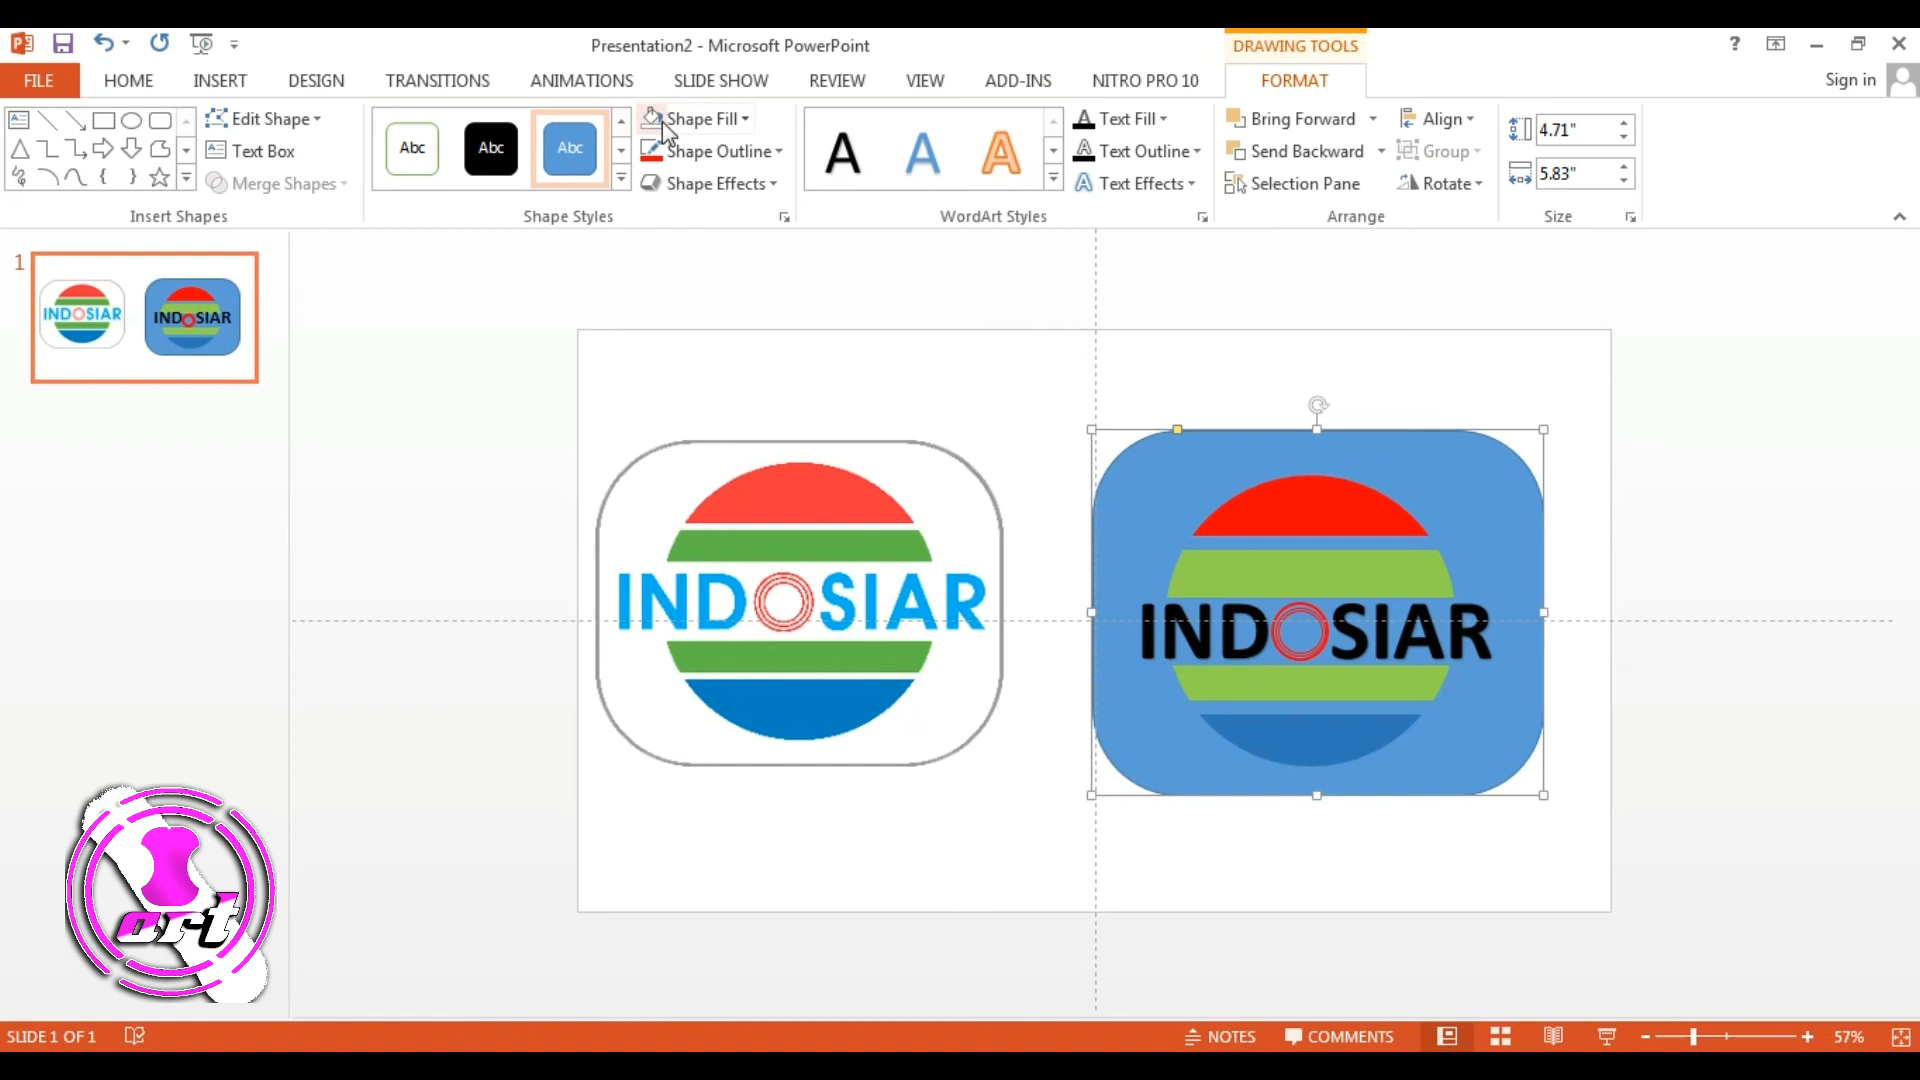 Presentation2 - Microsoft PowerPoint
DRAWING TOOLS
?
FILE
HOME
INSERT
DESIGN
TRANSITIONS
ANIMATIONS
SLIDE SHOW
REVIEW
VIEW
ADD-INS
NITRO PRO 10
FORMAT
Sign in
Edit Shape
Text Box
Merge Shapes
Insert Shapes
Abc
Abc
Abc
Shape Fill
Shape Outline
Shape Effects
Shape Styles
A
A
A
Text Fill
Text Outline
Text Effects
WordArt Styles
Bring Forward
Send Backward
Selection Pane
Align
Group
Rotate
Arrange
4.71"
5.83"
Size
1
INDOSIAR
INDOSIAR
INDOSIAR
INDOSIAR
art
SLIDE 1 OF 1
NOTES
COMMENTS
57%